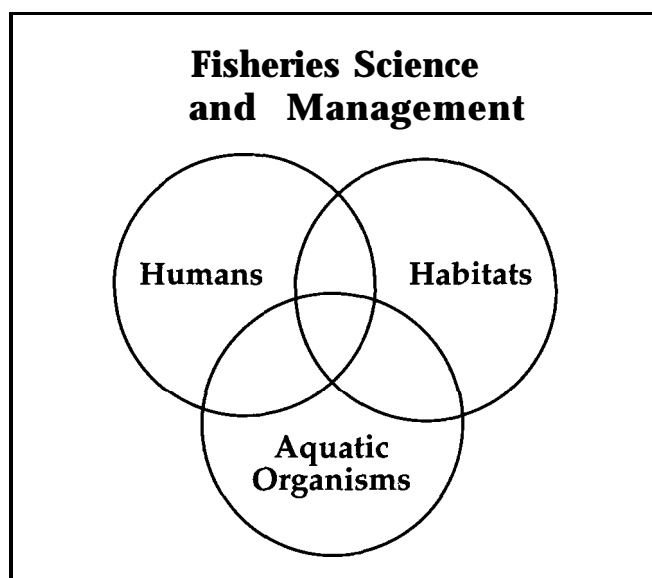 Fisheries Science
and Management
Humans
Habitats
Aquatic
Organisms